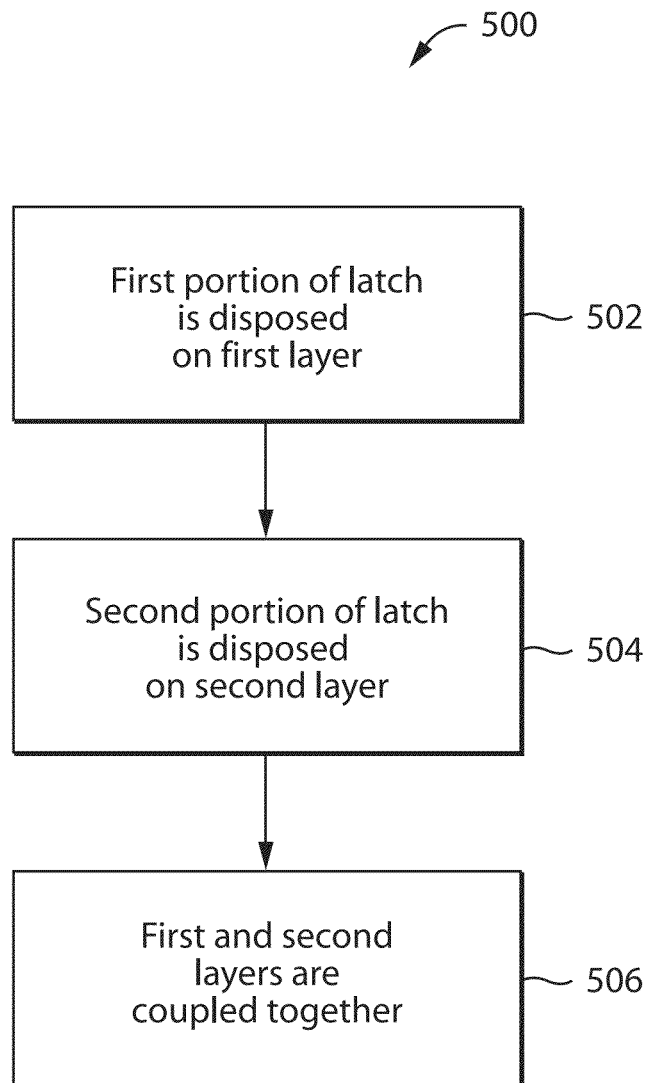 500
First portion of latch
is disposed
on first layer
502
Second portion of latch
is disposed
on second layer
504
First and second
layers are
coupled together
506